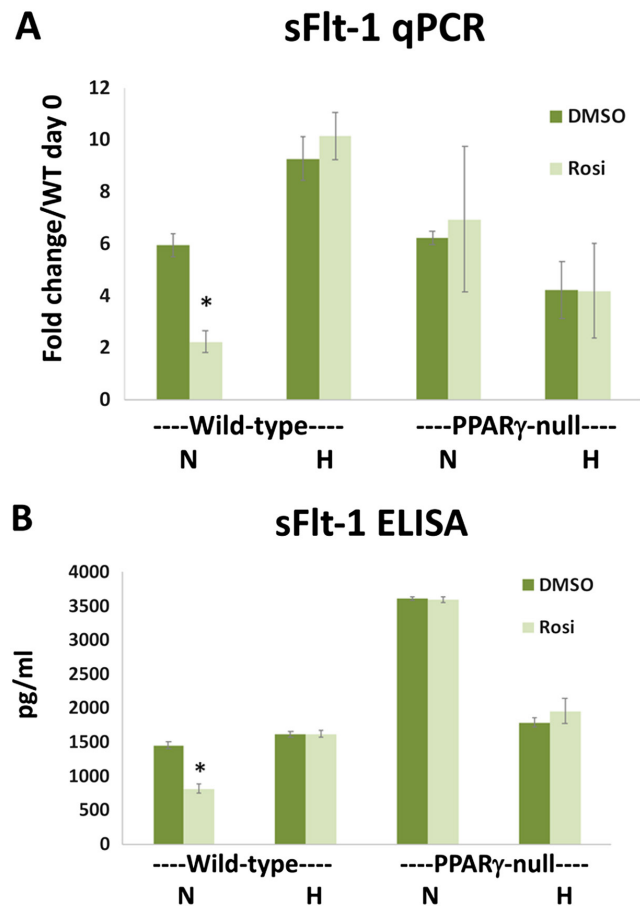 A
sFlt-1 qPCR
Fold change/WT day 0
12
10
8
6
4
2
0
*
DMSO
Rosi
----Wild-type----
----PPARγ-null----
N
H
N
H
B
sFlt-1 ELISA
pg/ml
4000
3500
3000
2500
2000
1500
1000
500
0
*
DMSO
Rosi
----Wild-type----
----PPARγ-null----
N
H
N
H